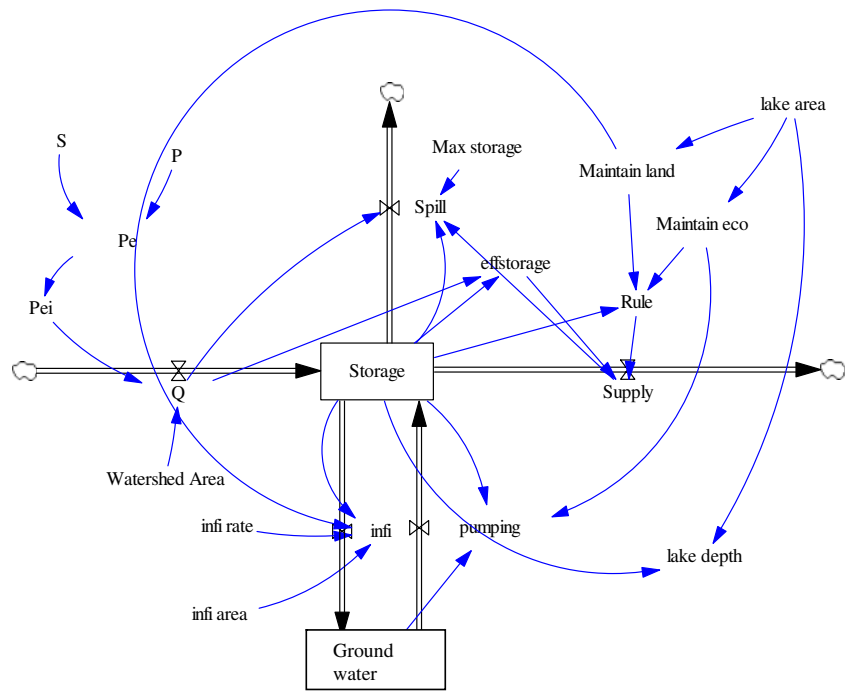 lake area
S
P
Max storage
Maintain land
Spill
Maintain eco
Pe
effstorage
Rule
Pei
Storage
Q
Supply
Watershed Area
infi rate
infi
pumping
lake depth
infi area
Ground
water